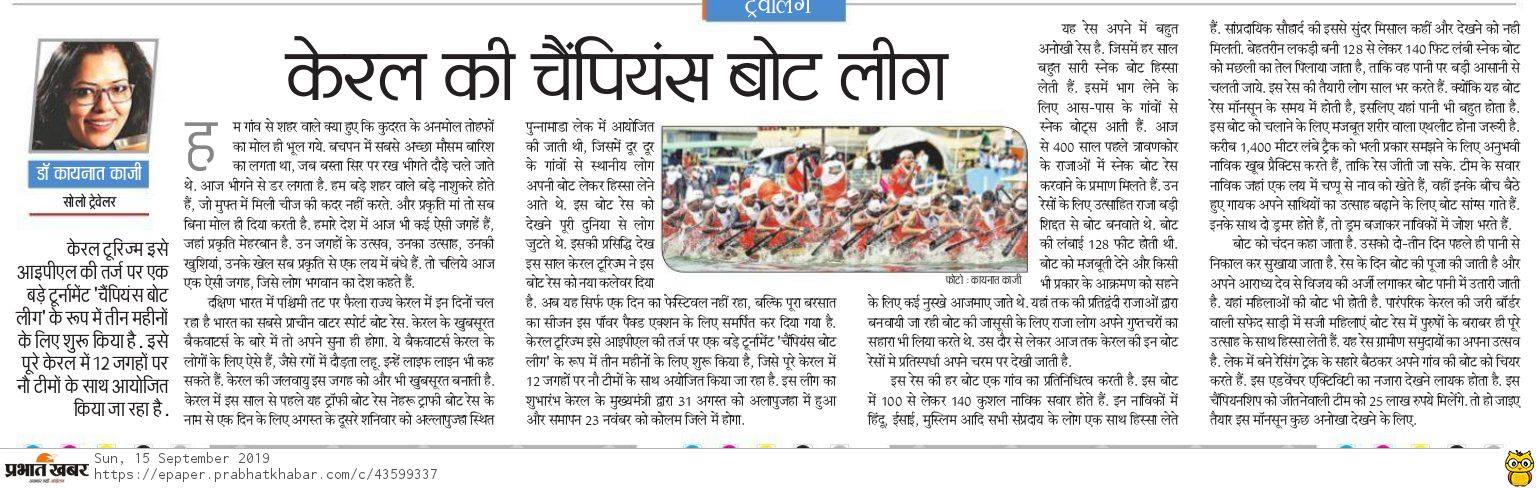 ट्रैवलिंग
केरल की चैंपियंस बोट लीग
डॉ कायनात काजी
सोलो ट्रेवेलर
केरल टूरिज्म इसे
आइपीएल की तर्ज पर एक
बड़े टूर्नामेंट 'चैंपियंस बोट
लीग' के रूप में तीन महीनों
के लिए शुरू किया है . इसे
पूरे केरल में 12 जगहों पर
नौ टीमों के साथ आयोजित
किया जा रहा है .
हम गांव से शहर वाले क्या हुए कि कुदरत के अनमोल तोहफों
का मोल ही भूल गये. बचपन में सबसे अच्छा मौसम बारिश
का लगता था, जब बस्ता सिर पर रख भीगते दौड़े चले जाते
थे. आज भीगने से डर लगता है. हम बड़े शहर वाले बड़े नाशुकरे होते
हैं, जो मुफ्त में मिली चीज की कदर नहीं करते. और प्रकृति मां तो सब
बिना मोल ही दिया करती है. हमारे देश में आज भी कई ऐसी जगहें हैं,
जहां प्रकृति मेहरबान है. उन जगहों के उत्सव, उनका उत्साह, उनकी
खुशियां, उनके खेल सब प्रकृति से एक लय में बंधे हैं. तो चलिये आज
एक ऐसी जगह, जिसे लोग भगवान का देश कहते हैं.
दक्षिण भारत में पश्चिमी तट पर फैला राज्य केरल में इन दिनों चल
रहा है भारत का सबसे प्राचीन वाटर स्पोर्ट बोट रेस. केरल के खुबसूरत
बैकवाटर्स के बारे में तो अपने सुना ही होगा. ये बैकवाटर्स केरल के
लोगों के लिए ऐसे हैं, जैसे रगों में दौड़ता लहू. इन्हें लाइफ लाइन भी कह
सकते हैं. केरल की जलवायु इस जगह को और भी खुबसूरत बनाती है.
केरल में इस साल से पहले यह ट्रॉफी बोट रेस नेहरू ट्राफी बोट रेस के
नाम से एक दिन के लिए अगस्त के दूसरे शनिवार को अल्लापुज्हा स्थित
पुन्नामाडा लेक में आयोजित
की जाती थी, जिसमें दूर दूर
के गांवों से स्थानीय लोग
अपनी बोट लेकर हिस्सा लेने
आते थे. इस बोट रेस को
देखने पूरी दुनिया से लोग
जुटते थे. इसकी प्रसिद्धि देख
इस साल केरल टूरिज्म ने इस
बोट रेस को नया कलेवर दिया
है. अब यह सिर्फ एक दिन का फेस्टिवल नहीं रहा, बल्कि पूरा बरसात
का सीजन इस पॉवर पैक्ड एक्शन के लिए समर्पित कर दिया गया है.
केरल टूरिज्म इसे आइपीएल की तर्ज पर एक बड़े टूर्नामेंट 'चैंपियंस बोट
लीग' के रूप में तीन महीनों के लिए शुरू किया है, जिसे पूरे केरल में
12 जगहों पर नौ टीमों के साथ अयोजित किया जा रहा है. इस लीग का
शुभारंभ केरल के मुख्यमंत्री द्वारा 31 अगस्त को अलापुजहा में हुआ
और समापन 23 नवंबर को कोलम जिले में होगा.
फोटो : कायनात काजी
यह रेस अपने में बहुत
अनोखी रेस है. जिसमें हर साल
बहुत सारी स्नेक बोट हिस्सा
लेती हैं. इसमें भाग लेने के
लिए आस-पास के गांवों से
स्नेक बोट्स आती हैं. आज
से 400 साल पहले त्रावणकोर
के राजाओं में स्नेक बोट रेस
करवाने के प्रमाण मिलते हैं. उन
रेसों के लिए उत्साहित राजा बड़ी
शिद्दत से बोट बनवाते थे. बोट
की लंबाई 128 फीट होती थी.
बोट को मजबूती देने और किसी
भी प्रकार के आक्रमण को सहने
के लिए कई नुस्खे आजमाए जाते थे. यहां तक की प्रतिद्वंदी राजाओं द्वारा
बनवायी जा रही बोट की जासूसी के लिए राजा लोग अपने गुप्तचरों का
सहारा भी लिया करते थे. उस दौर से लेकर आज तक केरल की इन बोट
रेसों मे प्रतिस्पर्धा अपने चरम पर देखी जाती है.
इस रेस की हर बोट एक गांव का प्रतिनिधित्व करती है. इस बोट
में 100 से लेकर 140 कुशल नाविक सवार होते हैं. इन नाविकों में
हिंदू, ईसाई, मुस्लिम आदि सभी संप्रदाय के लोग एक साथ हिस्सा लेते
हैं. सांप्रदायिक सौहार्द की इससे सुंदर मिसाल कहीं और देखने को नही
मिलती. बेहतरीन लकड़ी बनी 128 से लेकर 140 फिट लंबी स्नेक बोट
को मछली का तेल पिलाया जाता है, ताकि वह पानी पर बड़ी आसानी से
चलती जाये. इस रेस की तैयारी लोग साल भर करते हैं. क्योंकि यह बोट
रेस मॉनसून के समय में होती है, इसलिए यहां पानी भी बहुत होता है.
इस बोट को चलाने के लिए मजबूत शरीर वाला एथलीट होना जरूरी है.
करीब 1,400 मीटर लंबे ट्रैक को भली प्रकार समझने के लिए अनुभवी
नाविक खूब प्रैक्टिस करते हैं, ताकि रेस जीती जा सके. टीम के सवार
नाविक जहां एक लय में चप्पू से नाव को खेते हैं, वहीं इनके बीच बैठे
हुए गायक अपने साथियों का उत्साह बढ़ाने के लिए बोट सांग्स गाते हैं.
इनके साथ दो ड्रमर होते हैं, तो ड्रम बजाकर नाविकों में जोश भरते हैं.
बोट को चंदन कहा जाता है. उसको दो-तीन दिन पहले ही पानी से
निकाल कर सुखाया जाता है. रेस के दिन बोट की पूजा की जाती है और
अपने आराध्य देव से विजय की अर्जी लगाकर बोट पानी में उतारी जाती
है. यहां महिलाओं की बोट भी होती है. पारंपरिक केरल की जरी बॉर्डर
वाली सफेद साड़ी में सजी महिलाएं बोट रेस में पुरुषों के बराबर ही पूरे
उत्साह के साथ हिस्सा लेती हैं. यह रेस ग्रामीण समुदायों का अपना उत्सव
है. लेक में बने रेसिंग ट्रेक के सहारे बैठकर अपने गांव की बोट को चियर
करते हैं. इस एडवेंचर एक्टिविटी का नजारा देखने लायक होता है. इस
चैंपियनशिप को जीतनेवाली टीम को 25 लाख रुपये मिलेंगे. तो हो जाइए
तैयार इस मॉनसून कुछ अनोखा देखने के लिए.
प्रभात खबर
Sun, 15 September 2019
https://epaper.prabhatkhabar.com/c/43599337